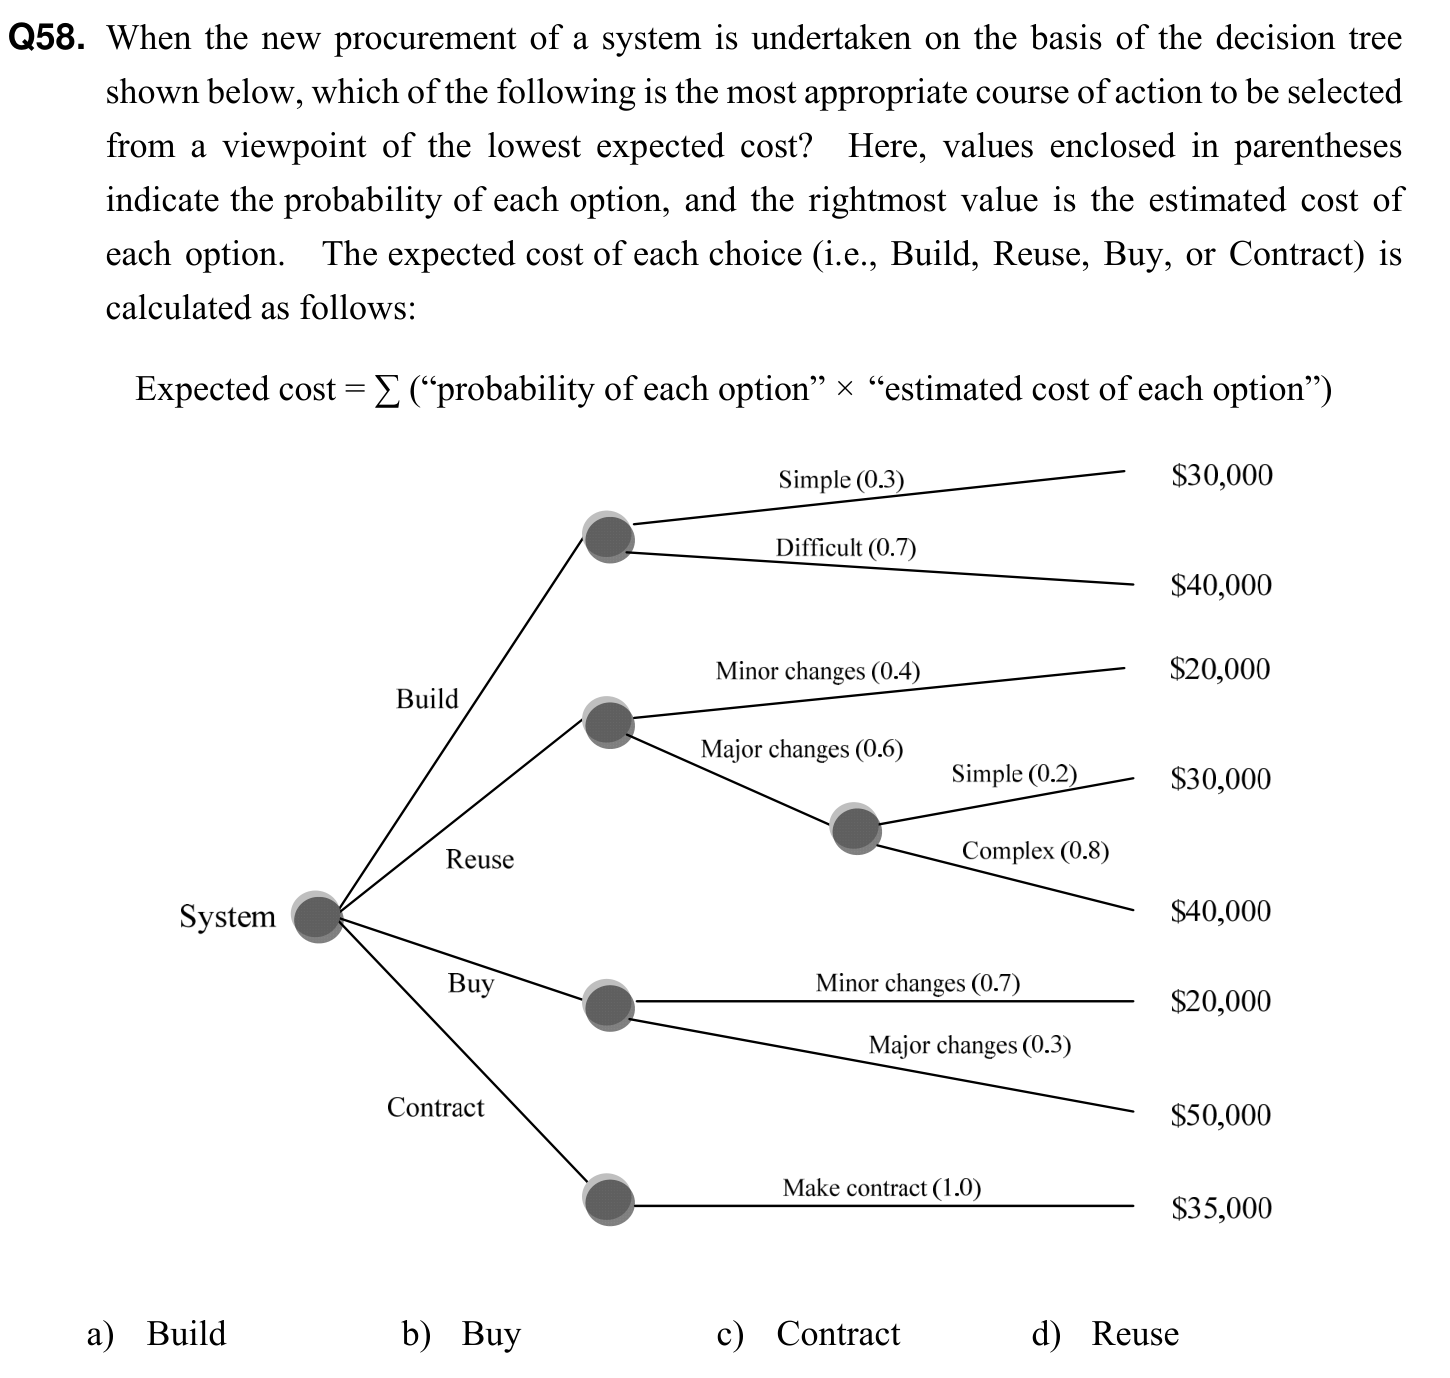 Q58. When the new procurement of a system is undertaken on the basis of the decision tree
shown below, which of the following is the most appropriate course of action to be selected
from a viewpoint of the lowest expected cost? Here, values enclosed in parentheses
indicate the probability of each option, and the rightmost value is the estimated cost of
each option. The expected cost of each choice (i.e., Build, Reuse, Buy, or Contract) is
calculated as follows:
Expected cost = ∑ (“probability of each option” × “estimated cost of each option”)
Simple (0.3)
$30,000
Difficult (0.7)
$40,000
Build
Minor changes (0.4)
$20,000
Major changes (0.6)
Simple (0.2)
$30,000
Reuse
Complex (0.8)
$40,000
System
Buy
Minor changes (0.7)
$20,000
Major changes (0.3)
$50,000
Contract
Make contract (1.0)
$35,000
a) Build b) Buy c) Contract d) Reuse